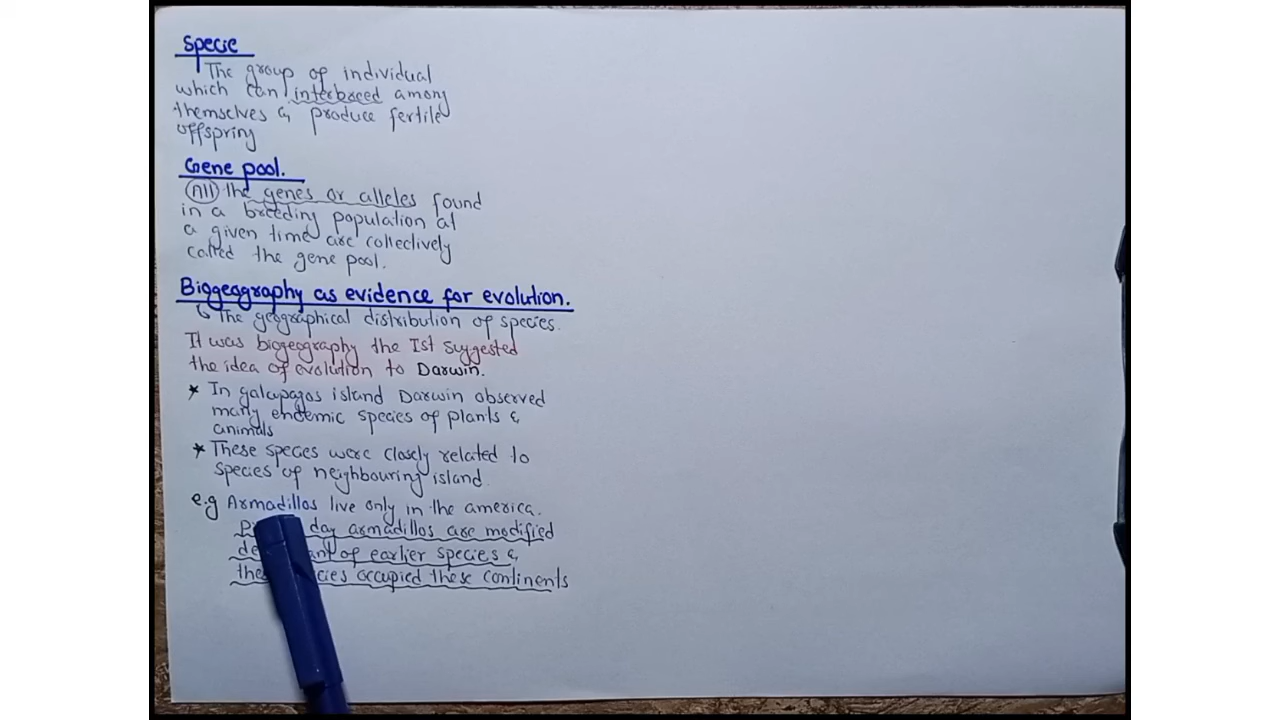 Specie
The group of individual
which can interbreed among
themselves & produce fertile
offspring
Gene pool.
All the genes or alleles found
in a breeding population at
a given time are collectively
called the gene pool.
Biogeography as evidence for evolution.
↳ The geographical distribution of species.
It was biogeography the Ist suggested
the idea of evolution to Darwin.
* In galapagos island Darwin observed
many endemic species of plants &
animals
* These species were closely related to
species of neighbouring island.
e.g Armadillos live only in the america.
day armadillos are modified
of earlier species &
occupied these continents